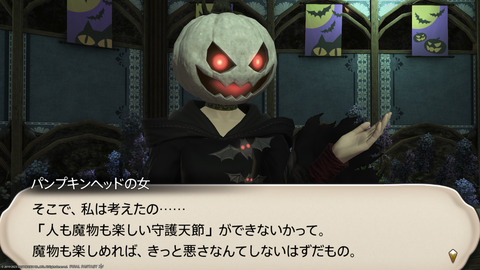 パンプキンヘッドの女
そこで、私は考えたの……
「人も魔物も楽しい守護天節」ができないかって。
魔物も楽しめれば、きっと悪さなんてしないはずだもの。
FINAL FANTASY XIV